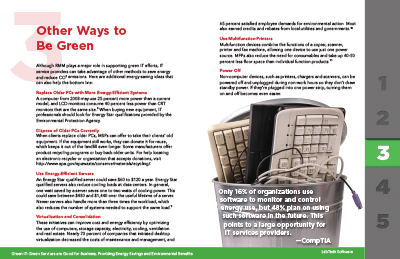 3
Other Ways to
Be Green
Although RMM plays a major role in supporting green IT efforts, IT
service providers can take advantage of other methods to save energy
and reduce CO2 emissions. Here are additional energy-saving ideas that
can also help the bottom line:
Replace Older PCs with More Energy-Efficient Systems
A computer from 2008 may use 25 percent more power than a current
model, and LCD monitors consume 40 percent less power than CRT
monitors that are the same size. When buying new equipment, IT
professionals should look for Energy Star qualifications provided by the
Environmental Protection Agency.
Dispose of Older PCs Correctly
When clients replace older PCs, MSPs can offer to take their clients' old
equipment. If the equipment still works, they can donate it for reuse,
which keeps it out of the landfill even longer. Some manufacturers offer
product recycling programs or buy back older units. For help locating
an electronic recycler or organization that accepts donations, visit
http://www.epa.gov/epawaste/conserve/materials/ecycling/
Use Energy-Efficient Servers
An Energy Star qualified server could save $60 to $120 a year. Energy Star
qualified servers also reduce cooling loads at data centers. In general,
one watt saved by a server saves one to two watts of cooling power. This
could save between
over the useful lifetime of a server.
Newer servers also handle more than three times the workload, which
also reduces the number of systems needed to support the same load.
Virtualization and Consolidation
These initiatives can improve cost and energy efficiency by optimizing
the use of computers, storage capacity, electricity, cooling, ventilation
and real estate. Nearly 70 percent of companies that initiated desktop
virtualization decreased the costs of maintenance and management, and
65 percent satisfied employee demands for environmental action. Most
also earned credits and rebates from local utilities and governments.
Use Multifunction Printers
Multifunction devices combine the functions of a copier, scanner,
printer and fax machine, allowing one device to use just one power
source. MFPs also reduce the need for consumables and take up 40-50
percent less floor space than individual function products.
Power Off
Non-computer devices, such as printers, chargers and scanners, can be
powered off and unplugged during non-work hours so they don't draw
standby power. If they're plugged into one power strip, turning them
on and off becomes even easier.
Only 16% of organizations use
software to monitor and control
energy use, but 48% plan on using
such software in the future. This
points to a large opportunity for
IT services providers.
—CompTIA
1
2
3
4
5
Green IT: Green Services are Good for Business, Providing Energy Savings and Environmental Benefits
LabTech Software